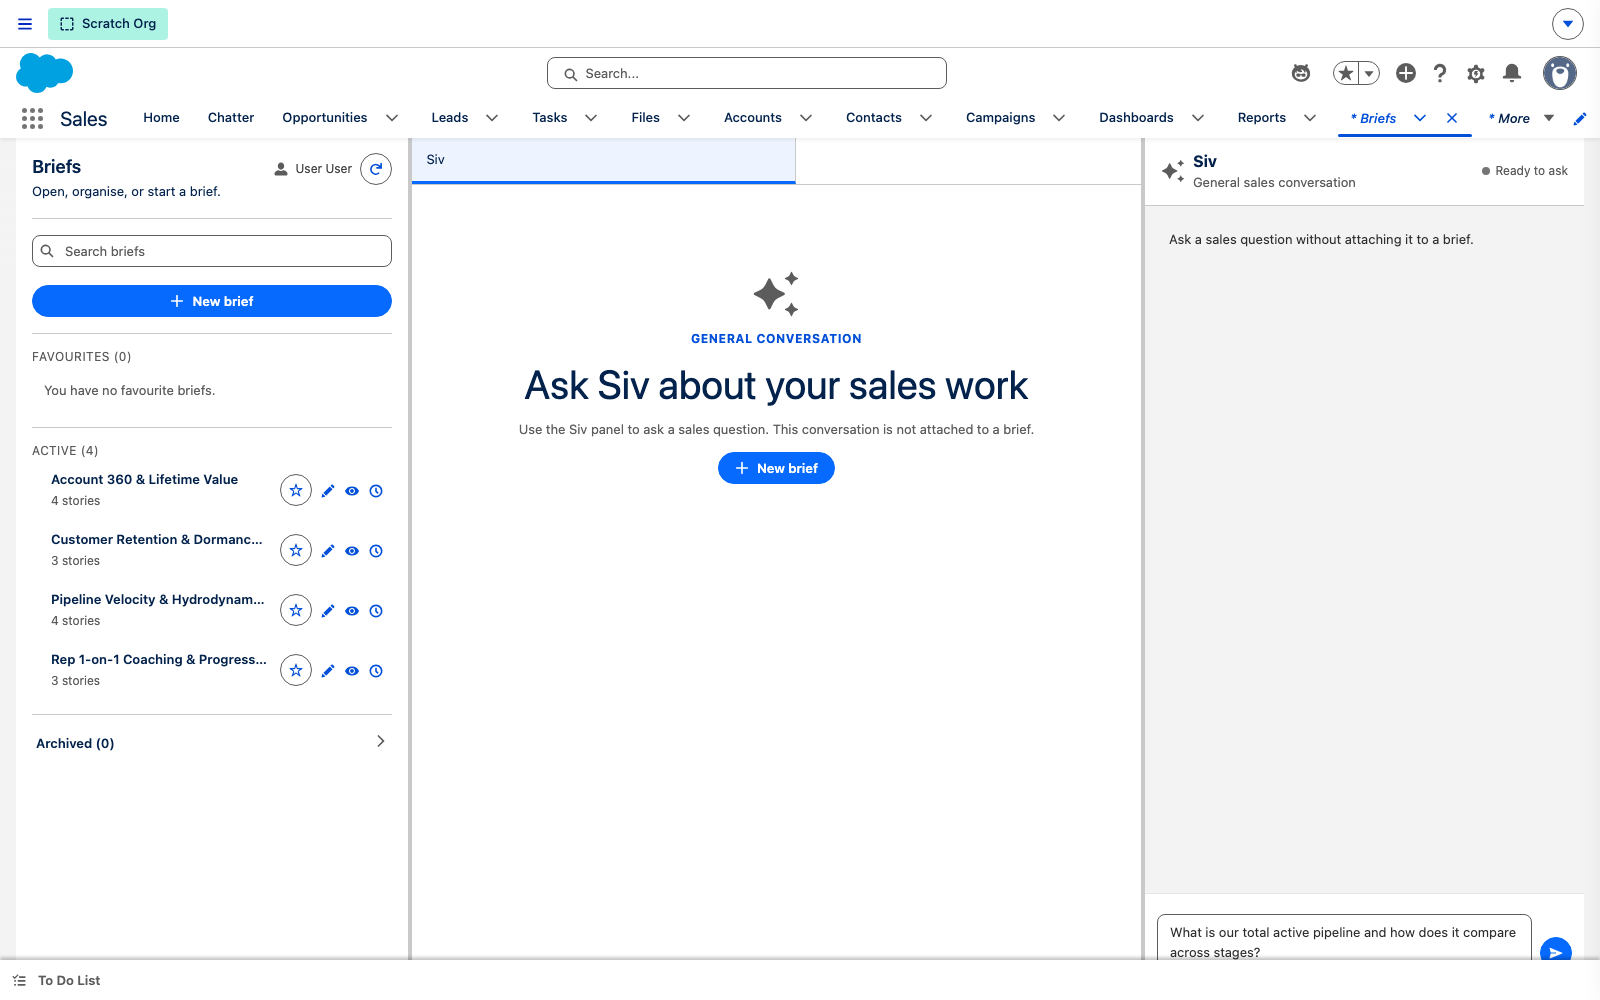 Scratch Org
Search...
Sales
Home
Chatter
Opportunities
Leads
Tasks
Files
Accounts
Contacts
Campaigns
Dashboards
Reports
* Briefs
* More
Briefs
User User
Open, organise, or start a brief.
Search briefs
New brief
FAVOURITES (0)
You have no favourite briefs.
ACTIVE (4)
Account 360 & Lifetime Value
4 stories
Customer Retention & Dormanc...
3 stories
Pipeline Velocity & Hydrodynam...
4 stories
Rep 1-on-1 Coaching & Progress...
3 stories
Archived (0)
Siv
GENERAL CONVERSATION
Ask Siv about your sales work
Use the Siv panel to ask a sales question. This conversation is not attached to a brief.
New brief
Siv
General sales conversation
Ready to ask
Ask a sales question without attaching it to a brief.
What is our total active pipeline and how does it compare
across stages?
To Do List